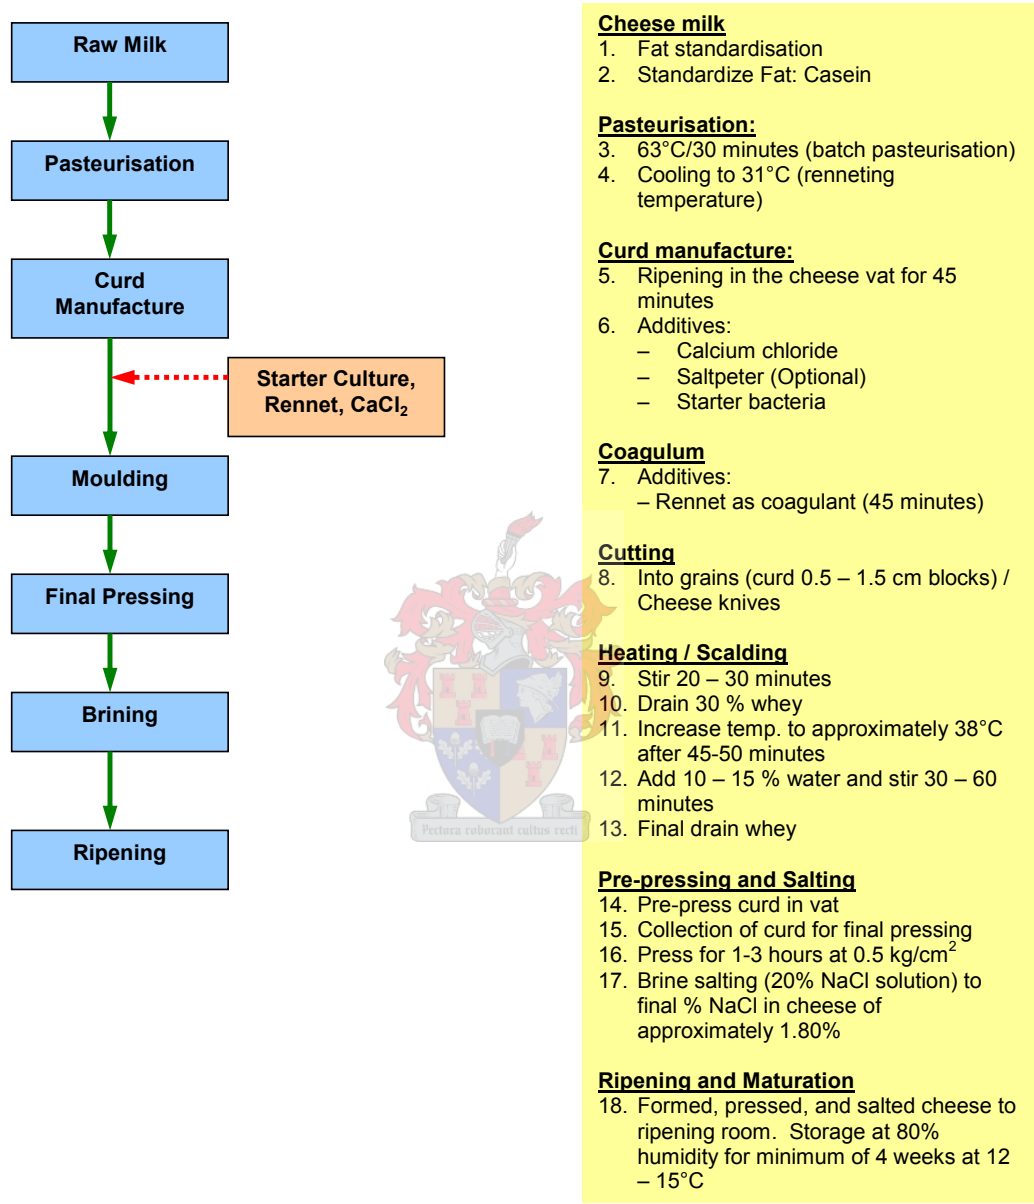 Raw Milk
Pasteurisation
Curd
Manufacture
Starter Culture,
Rennet, CaCl₂
Moulding
Final Pressing
Brining
Ripening
Cheese milk
1. Fat standardisation
2. Standardize Fat: Casein
Pasteurisation:
3. 63°C/30 minutes (batch pasteurisation)
4. Cooling to 31°C (renneting
temperature)
Curd manufacture:
5. Ripening in the cheese vat for 45
minutes
6. Additives:
– Calcium chloride
– Saltpeter (Optional)
– Starter bacteria
Coagulum
7. Additives:
– Rennet as coagulant (45 minutes)
Cutting
8. Into grains (curd 0.5 – 1.5 cm blocks) /
Cheese knives
Heating / Scalding
9. Stir 20 – 30 minutes
10. Drain 30 % whey
11. Increase temp. to approximately 38°C
after 45-50 minutes
12. Add 10 – 15 % water and stir 30 – 60
minutes
13. Final drain whey
Pre-pressing and Salting
14. Pre-press curd in vat
15. Collection of curd for final pressing
16. Press for 1-3 hours at 0.5 kg/cm²
17. Brine salting (20% NaCl solution) to
final % NaCl in cheese of
approximately 1.80%
Ripening and Maturation
18. Formed, pressed, and salted cheese to
ripening room. Storage at 80%
humidity for minimum of 4 weeks at 12
– 15°C
Pectora roborant cultus recti